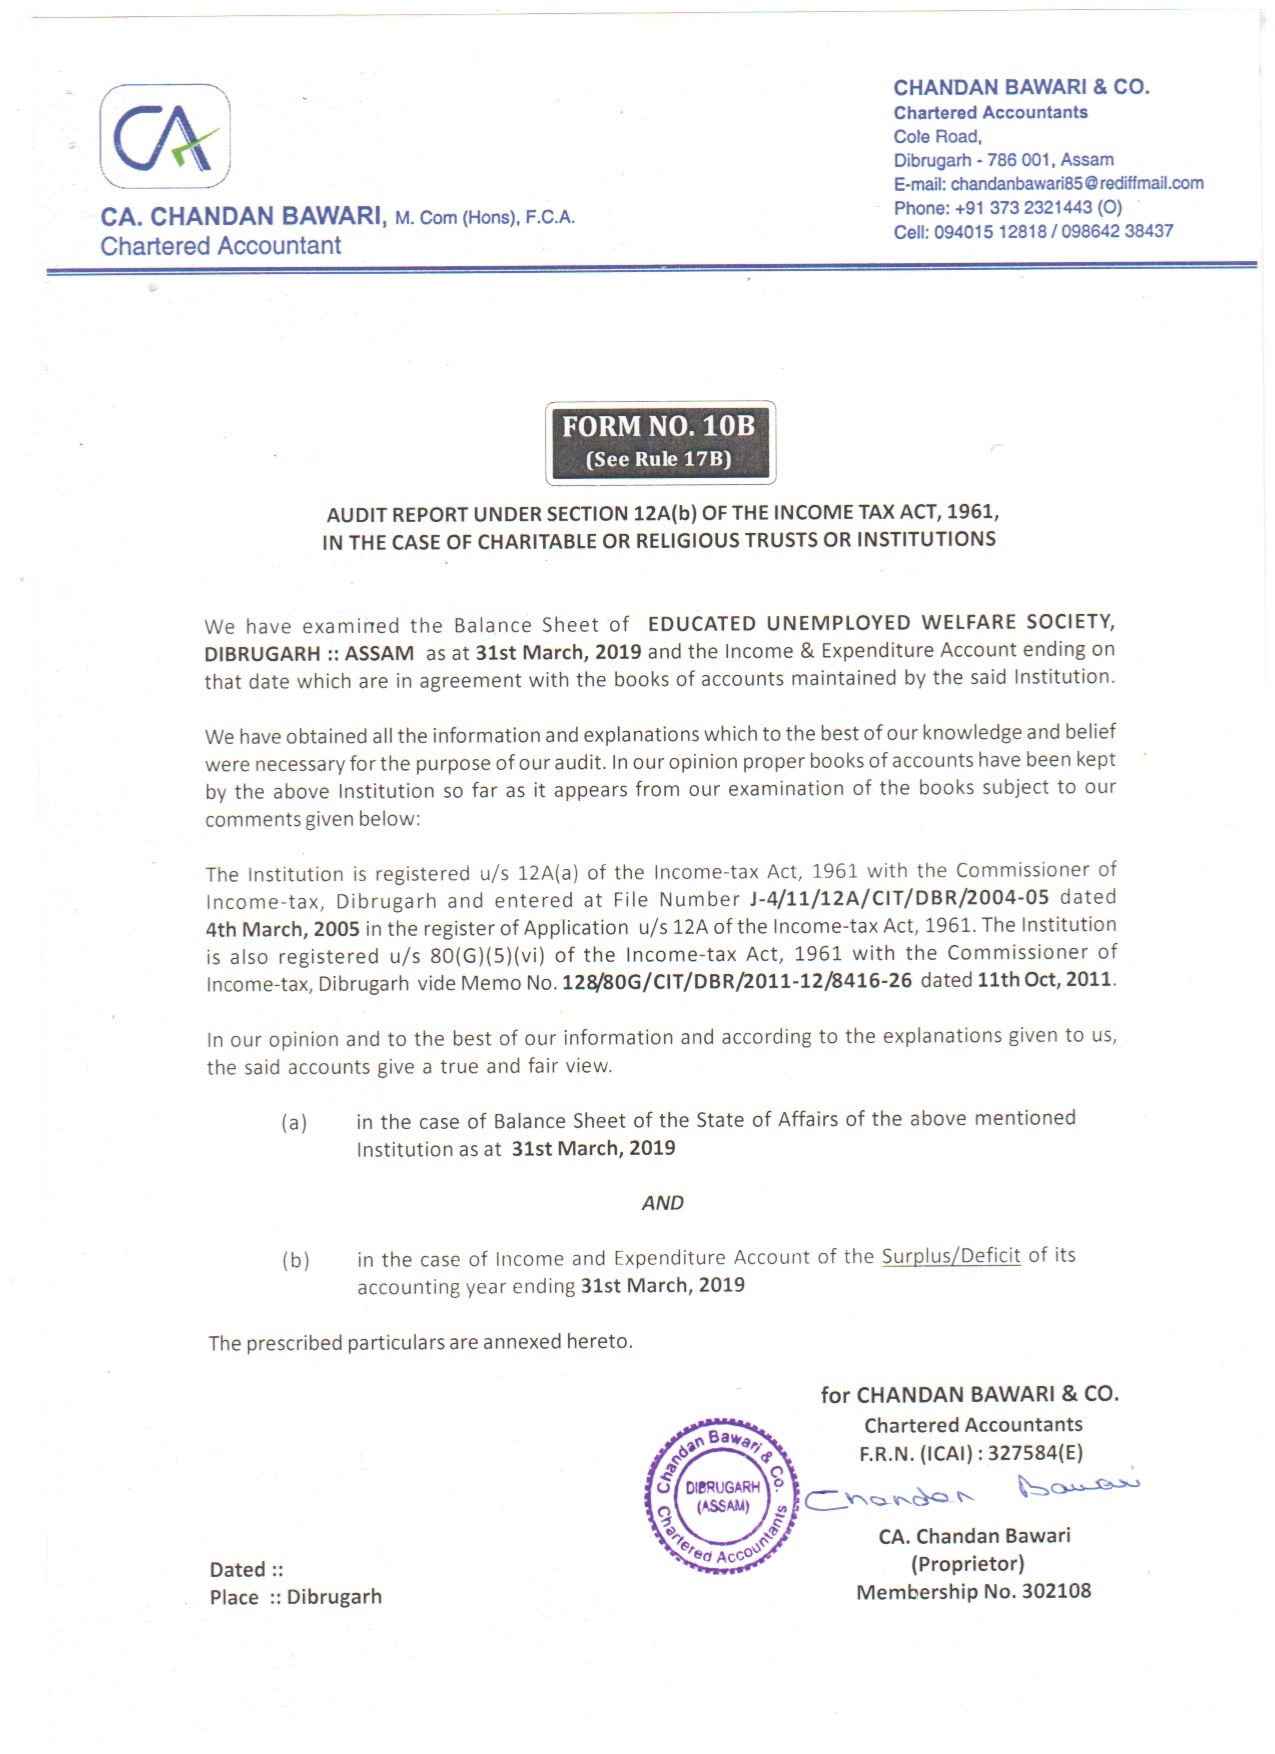 CA
CA. CHANDAN BAWARI, M. Com (Hons), F.C.A.
Chartered Accountant
CHANDAN BAWARI & CO.
Chartered Accountants
Cole Road,
Dibrugarh - 786 001, Assam
E-mail: chandanbawari85@rediffmail.com
Phone: +91 373 2321443 (O)
Cell: 094015 12818 / 098642 38437
FORM NO. 10B
(See Rule 17B)
AUDIT REPORT UNDER SECTION 12A(b) OF THE INCOME TAX ACT, 1961,
IN THE CASE OF CHARITABLE OR RELIGIOUS TRUSTS OR INSTITUTIONS
We have examined the Balance Sheet of EDUCATED UNEMPLOYED WELFARE SOCIETY,
DIBRUGARH :: ASSAM as at 31st March, 2019 and the Income & Expenditure Account ending on
that date which are in agreement with the books of accounts maintained by the said Institution.
We have obtained all the information and explanations which to the best of our knowledge and belief
were necessary for the purpose of our audit. In our opinion proper books of accounts have been kept
by the above Institution so far as it appears from our examination of the books subject to our
comments given below:
The Institution is registered u/s 12A(a) of the Income-tax Act, 1961 with the Commissioner of
Income-tax, Dibrugarh and entered at File Number J-4/11/12A/CIT/DBR/2004-05 dated
4th March, 2005 in the register of Application u/s 12A of the Income-tax Act, 1961. The Institution
is also registered u/s 80(G)(5)(vi) of the Income-tax Act, 1961 with the Commissioner of
Income-tax, Dibrugarh vide Memo No. 128/80G/CIT/DBR/2011-12/8416-26 dated 11th Oct, 2011.
In our opinion and to the best of our information and according to the explanations given to us,
the said accounts give a true and fair view.
(a) in the case of Balance Sheet of the State of Affairs of the above mentioned
Institution as at 31st March, 2019
AND
(b) in the case of Income and Expenditure Account of the Surplus/Deficit of its
accounting year ending 31st March, 2019
The prescribed particulars are annexed hereto.
for CHANDAN BAWARI & CO.
Chartered Accountants
F.R.N. (ICAI) : 327584(E)
Chandan Bawari
CA. Chandan Bawari
(Proprietor)
Membership No. 302108
Chandan Bawari & Co.
DIBRUGARH
(ASSAM)
Chartered Accountants
Dated ::
Place :: Dibrugarh